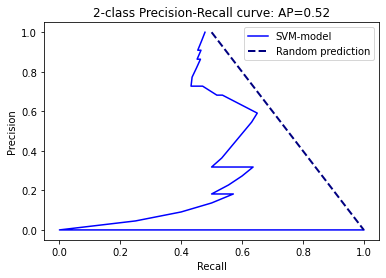 2-class Precision-Recall curve: AP=0.52
SVM-model
Random prediction
Precision
1.0
0.8
0.6
0.4
0.2
0.0
0.0 0.2 0.4 0.6 0.8 1.0
Recall